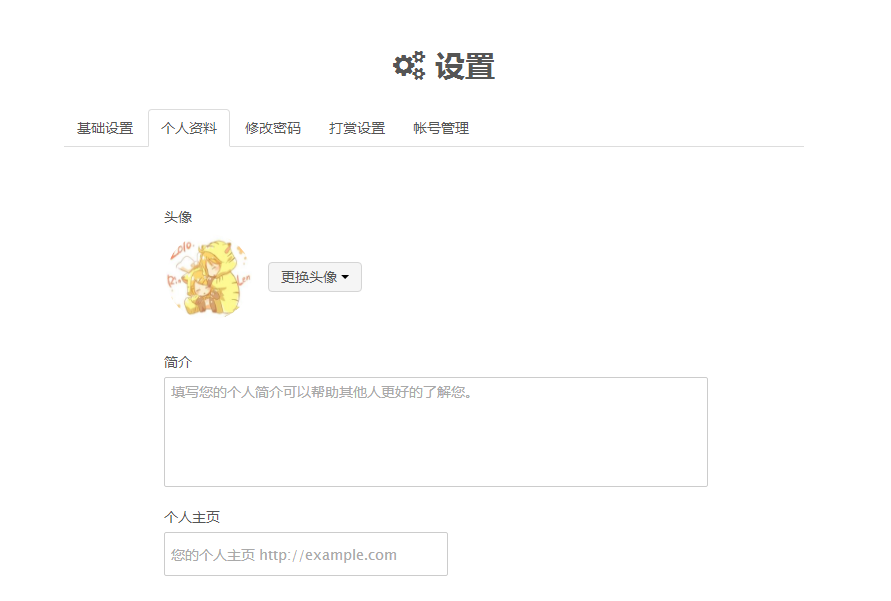 设置
基础设置 个人资料 修改密码 打赏设置 帐号管理
头像
2010.
Rin Len
更换头像
简介
填写您的个人简介可以帮助其他人更好的了解您。
个人主页
您的个人主页 http://example.com